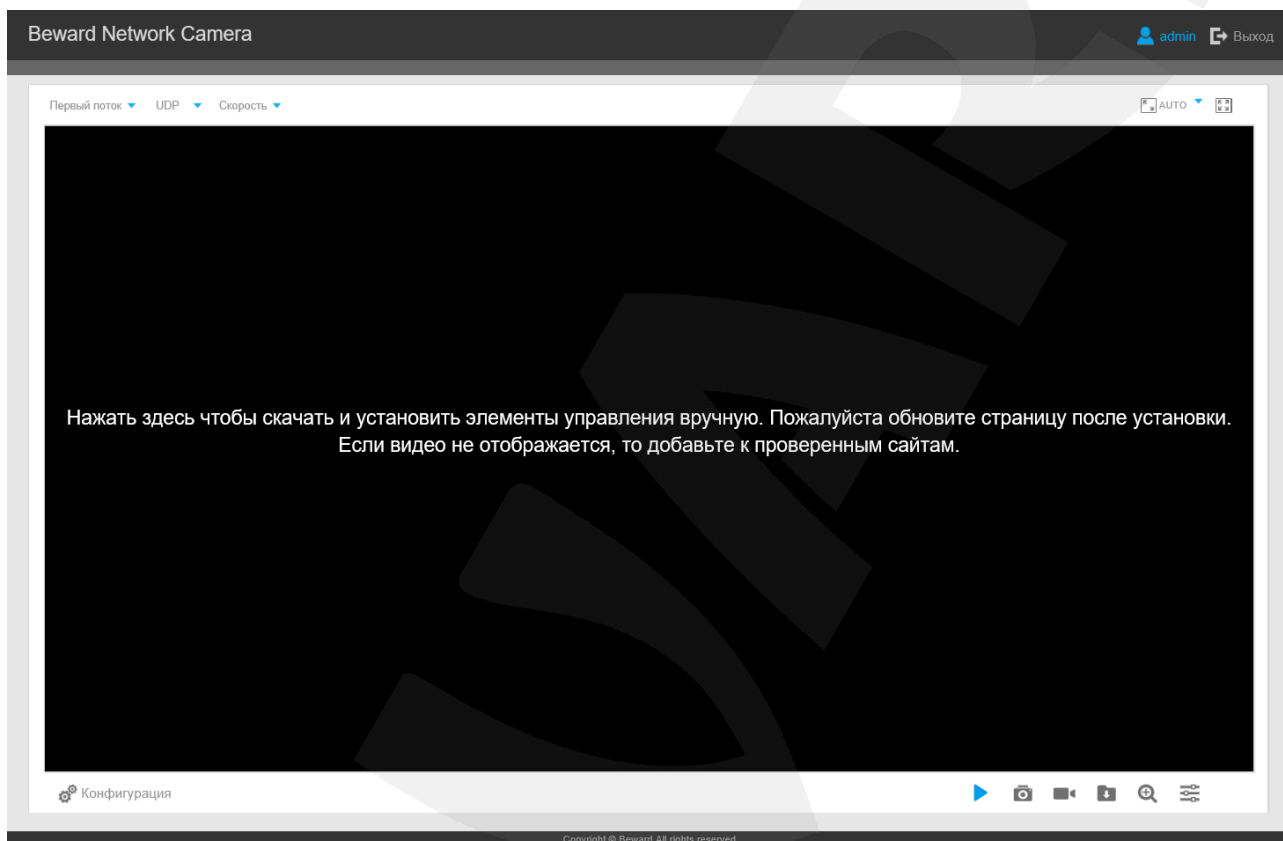 Beward Network Camera
admin Выход
Первый поток UDP Скорость AUTO
Нажать здесь чтобы скачать и установить элементы управления вручную. Пожалуйста обновите страницу после установки.
Если видео не отображается, то добавьте к проверенным сайтам.
Конфигурация
Copyright © Beward All rights reserved